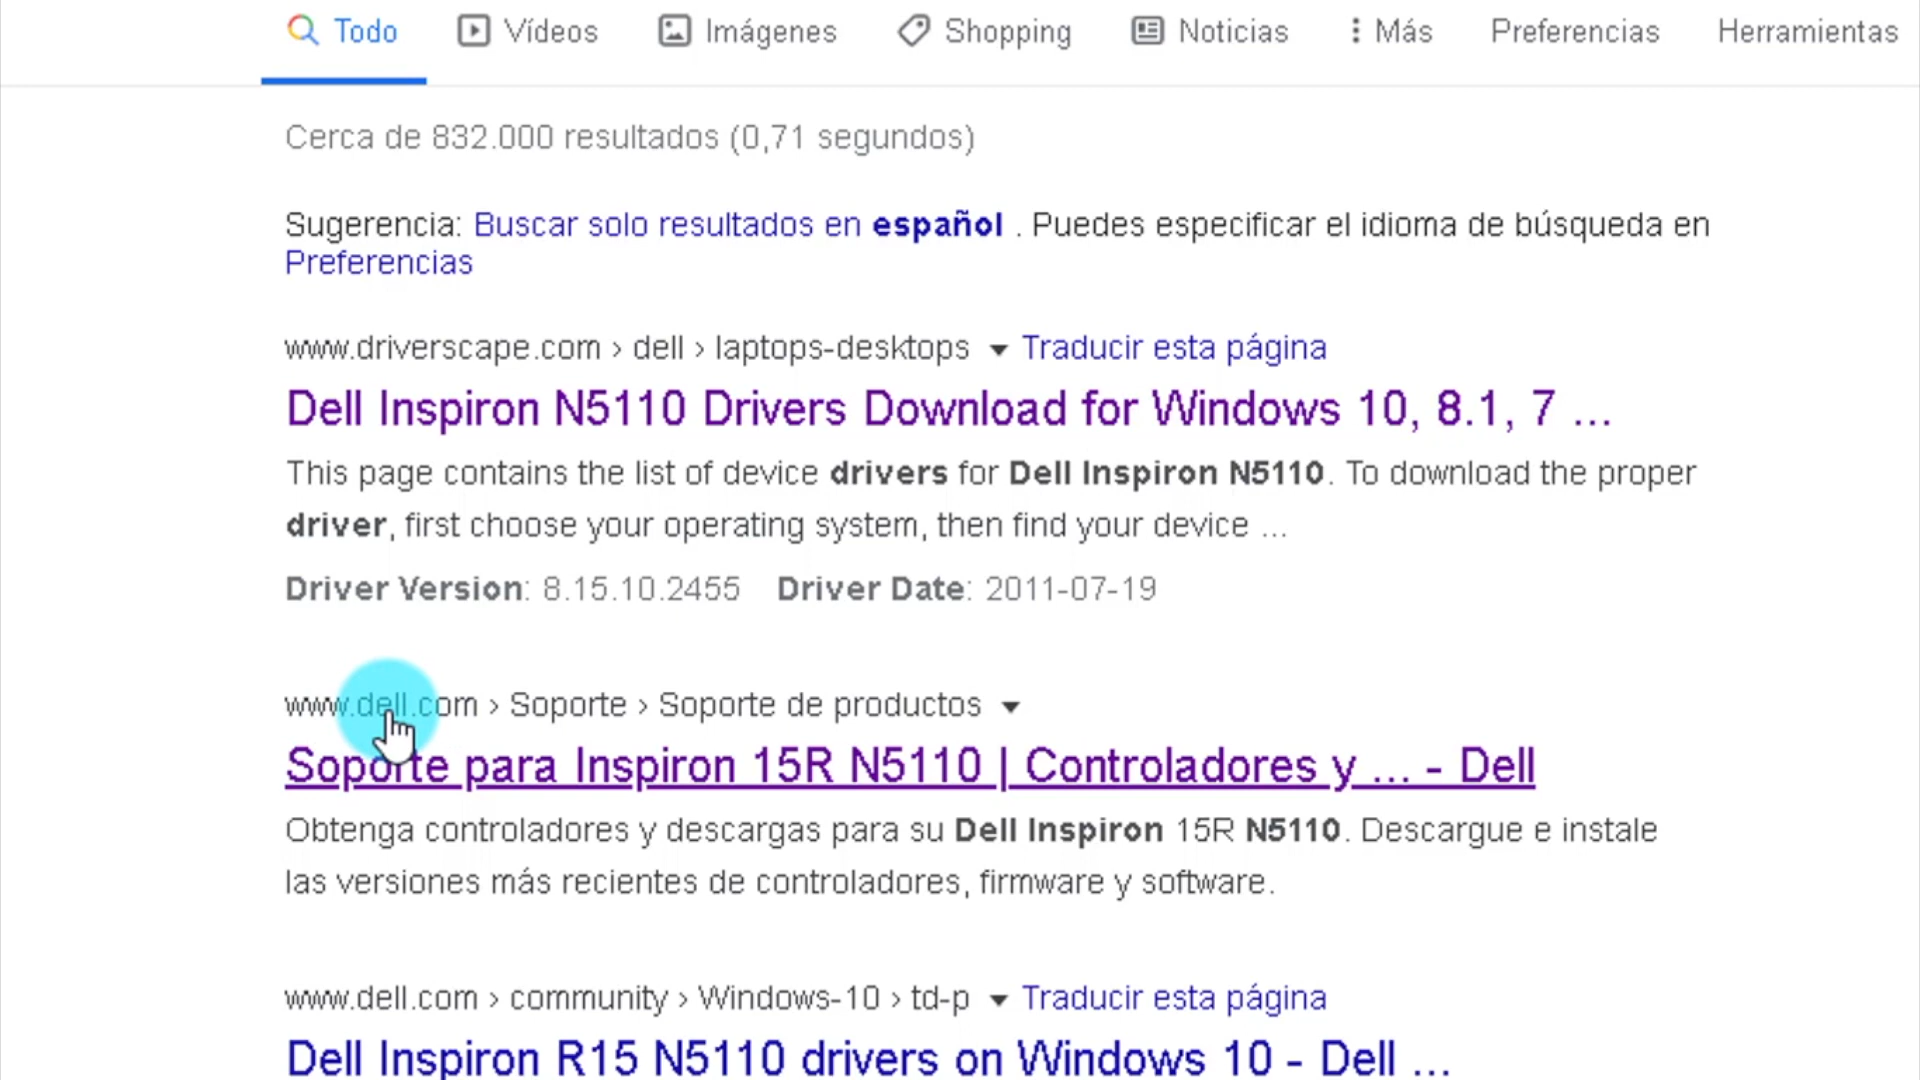 Todo Vídeos Imágenes Shopping Noticias Más Preferencias Herramientas
Cerca de 832.000 resultados (0,71 segundos)
Sugerencia: Buscar solo resultados en español . Puedes especificar el idioma de búsqueda en
Preferencias
www.driverscape.com › dell › laptops-desktops Traducir esta página
Dell Inspiron N5110 Drivers Download for Windows 10, 8.1, 7 ...
This page contains the list of device drivers for Dell Inspiron N5110. To download the proper
driver, first choose your operating system, then find your device ...
Driver Version: 8.15.10.2455 Driver Date: 2011-07-19
www.dell.com › Soporte › Soporte de productos
Soporte para Inspiron 15R N5110 | Controladores y ... - Dell
Obtenga controladores y descargas para su Dell Inspiron 15R N5110. Descargue e instale
las versiones más recientes de controladores, firmware y software.
www.dell.com › community › Windows-10 › td-p Traducir esta página
Dell Inspiron R15 N5110 drivers on Windows 10 - Dell ...